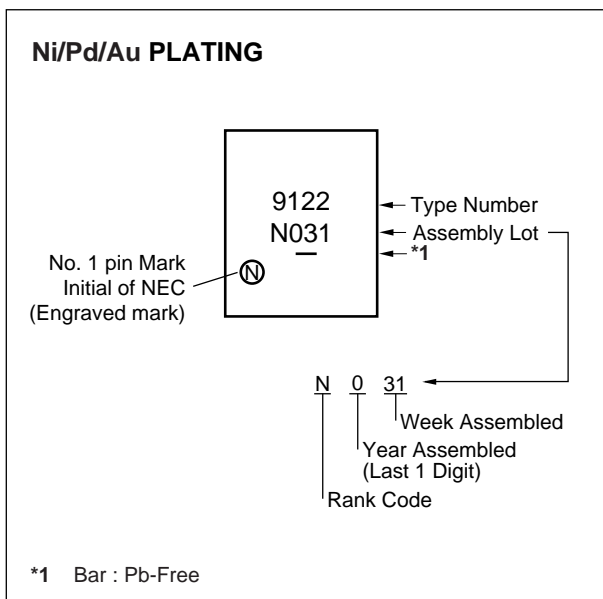 Ni/Pd/Au PLATING
9122
N031
Type Number
Assembly Lot
*1
No. 1 pin Mark
Initial of NEC
(Engraved mark)
N
N 0 31
Week Assembled
Year Assembled
(Last 1 Digit)
Rank Code
*1 Bar : Pb-Free